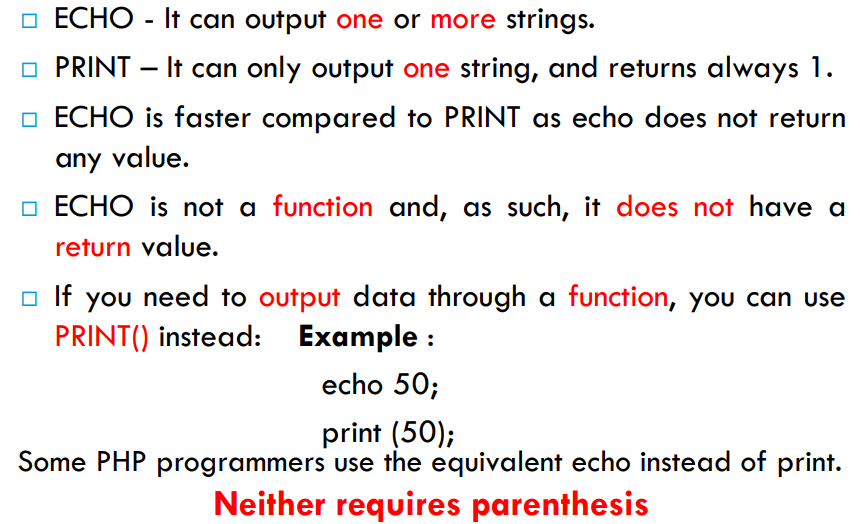 ECHO - It can output one or more strings.
PRINT – It can only output one string, and returns always 1.
ECHO is faster compared to PRINT as echo does not return
any value.
ECHO is not a function and, as such, it does not have a
return value.
If you need to output data through a function, you can use
PRINT() instead: Example :
echo 50;
print (50);
Some PHP programmers use the equivalent echo instead of print.
Neither requires parenthesis